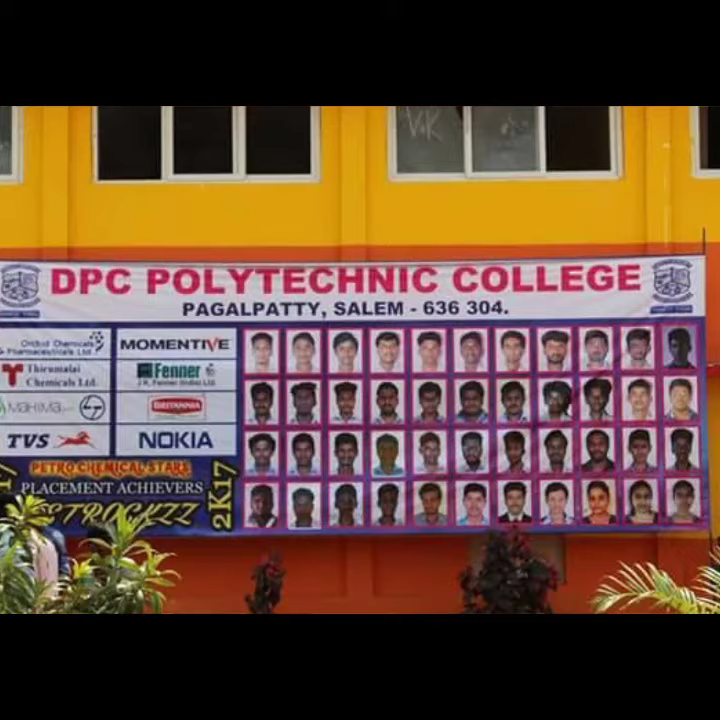 V.K
DPC POLYTECHNIC COLLEGE
PAGALPATTY, SALEM - 636 304.
Orchid Chemicals
& Pharmaceuticals Ltd
MOMENTIVE
Thirumalai
Chemicals Ltd.
Fenner
J.K. Fenner (India) Ltd
MAHIMA
BRITANNIA
TVS
NOKIA
PETRO CHEMICAL STARS
PLACEMENT ACHIEVERS
2K17